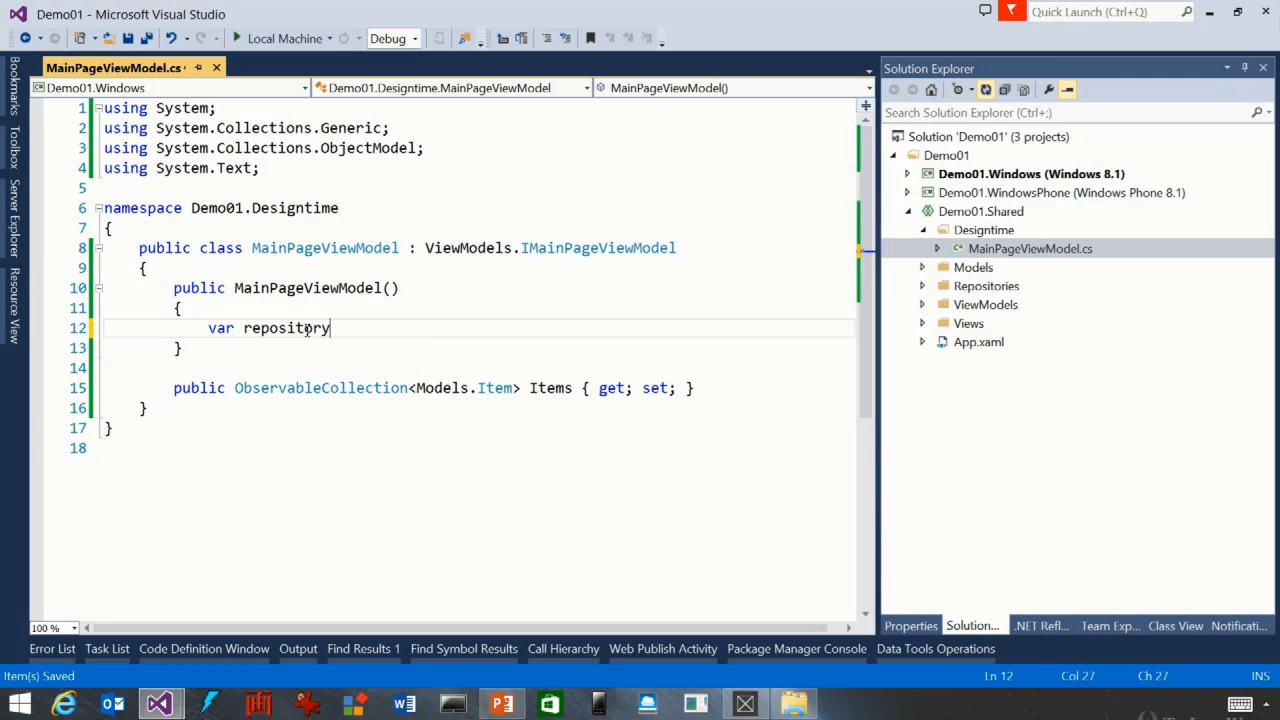 Demo01 - Microsoft Visual Studio
Quick Launch (Ctrl+Q)
Local Machine
Debug
Bookmarks
Toolbox
Server Explorer
Resource View
MainPageViewModel.cs
Demo01.Windows
Demo01.Designtime.MainPageViewModel
MainPageViewModel()
1 using System;
2 using System.Collections.Generic;
3 using System.Collections.ObjectModel;
4 using System.Text;
5
6 namespace Demo01.Designtime
7 {
8 public class MainPageViewModel : ViewModels.IMainPageViewModel
9 {
10 public MainPageViewModel()
11 {
12 var repository
13 }
14
15 public ObservableCollection<Models.Item> Items { get; set; }
16 }
17 }
18
100 %
Solution Explorer
Search Solution Explorer (Ctrl+;)
Solution 'Demo01' (3 projects)
Demo01
Demo01.Windows (Windows 8.1)
Demo01.WindowsPhone (Windows Phone 8.1)
Demo01.Shared
Designtime
MainPageViewModel.cs
Models
Repositories
ViewModels
Views
App.xaml
Properties Solution... .NET Refl... Team Exp... Class View Notificati...
Error List Task List Code Definition Window Output Find Results 1 Find Symbol Results Call Hierarchy Web Publish Activity Package Manager Console Data Tools Operations
Item(s) Saved Ln 12 Col 27 Ch 27 INS